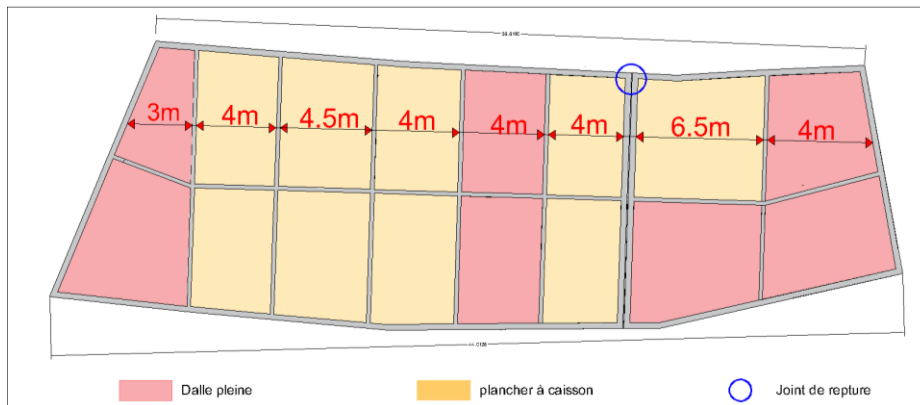 3m
4m
4.5m
4m
4m
4m
6.5m
4m
Dalle pleine
plancher à caisson
Joint de repture